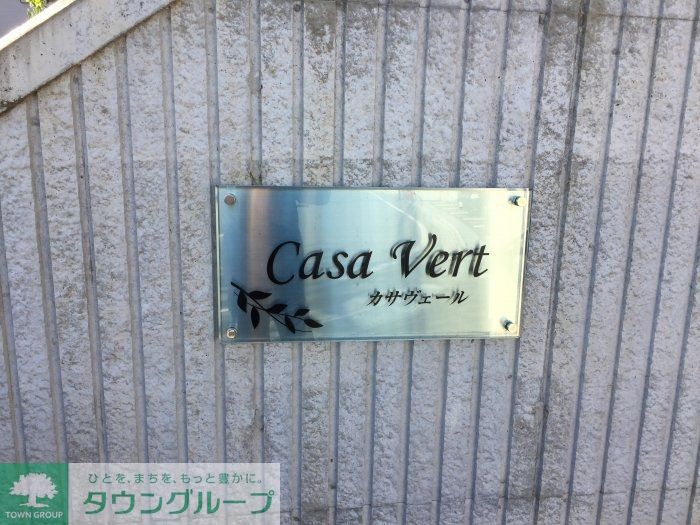 Casa Vert
カサヴェール
ひとを、まちを、もっと豊かに。
タウングループ
TOWN GROUP